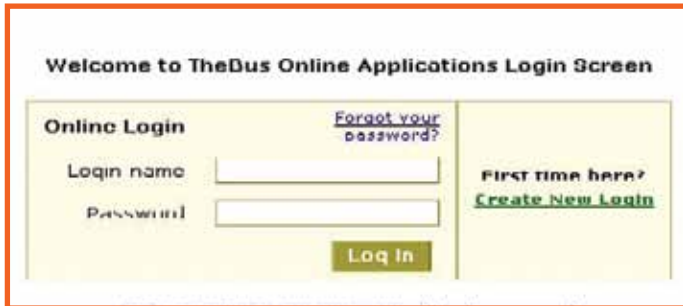 Welcome to TheBus Online Applications Login Screen
Online Login
Forgot your
password?
Login name
Password
Log In
First time here?
Create New Login